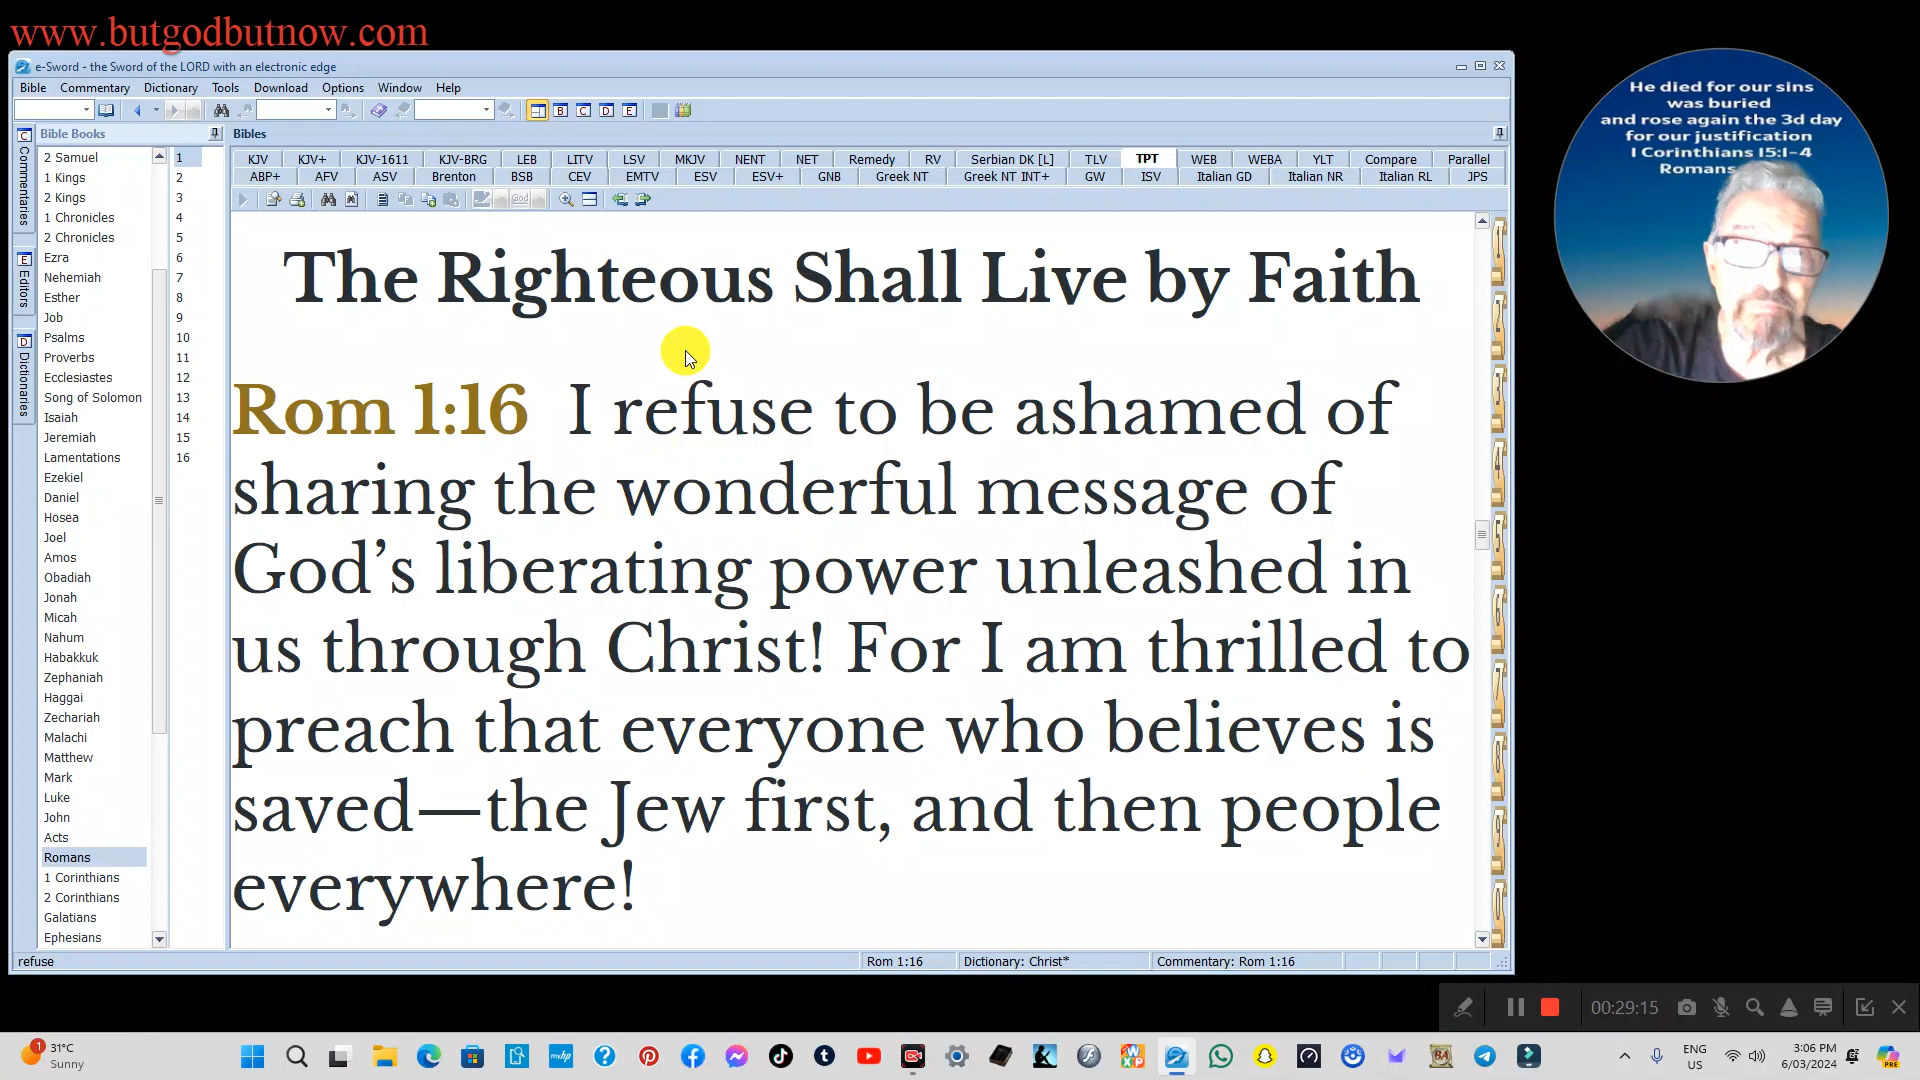 www.butgodbutnow.com
e-Sword - the Sword of the LORD with an electronic edge
Bible Commentary Dictionary Tools Download Options Window Help
B C D E
Bible Books
Bibles
C Commentaries
E Editors
D Dictionaries
KJV KJV+ KJV-1611 KJV-BRG LEB LITV LSV MKJV NENT NET Remedy RV Serbian DK [L] TLV TPT WEB WEBA YLT Compare Parallel
ABP+ AFV ASV Brenton BSB CEV EMTV ESV ESV+ GNB Greek NT Greek NT INT+ GW ISV Italian GD Italian NR Italian RL JPS
God
2 Samuel
1 Kings
2 Kings
1 Chronicles
2 Chronicles
Ezra
Nehemiah
Esther
Job
Psalms
Proverbs
Ecclesiastes
Song of Solomon
Isaiah
Jeremiah
Lamentations
Ezekiel
Daniel
Hosea
Joel
Amos
Obadiah
Jonah
Micah
Nahum
Habakkuk
Zephaniah
Haggai
Zechariah
Malachi
Matthew
Mark
Luke
John
Acts
Romans
1 Corinthians
2 Corinthians
Galatians
Ephesians
1
2
3
4
5
6
7
8
9
10
11
12
13
14
15
16
The Righteous Shall Live by Faith
Rom 1:16 I refuse to be ashamed of
sharing the wonderful message of
God’s liberating power unleashed in
us through Christ! For I am thrilled to
preach that everyone who believes is
saved—the Jew first, and then people
everywhere!
refuse
Rom 1:16
Dictionary: Christ*
Commentary: Rom 1:16
He died for our sins
was buried
and rose again the 3d day
for our justification
I Corinthians 15:1-4
Romans
00:29:15
1
31°C
Sunny
myhp
ENG
US
3:06 PM
6/03/2024
PRE